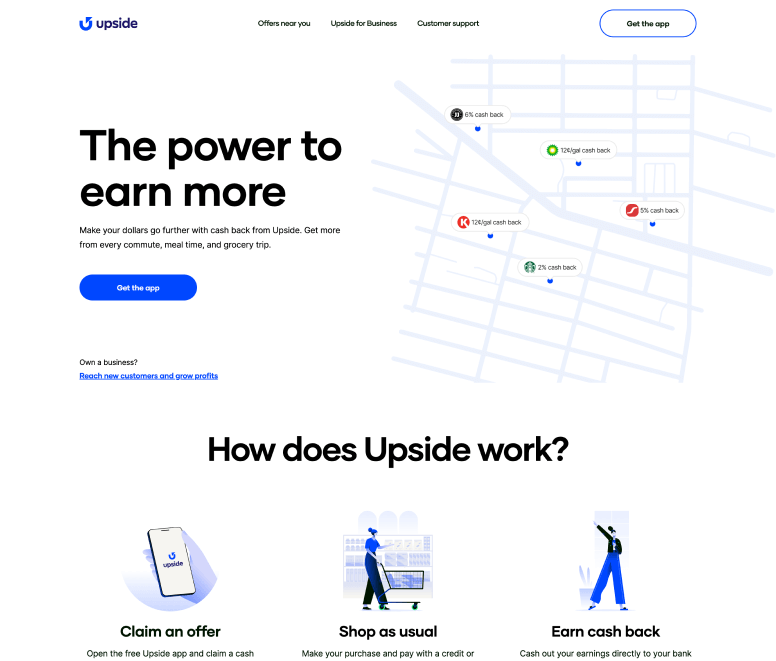 upside
Offers near you
Upside for Business
Customer support
Get the app
The power to
earn more
Make your dollars go further with cash back from Upside. Get more
from every commute, meal time, and grocery trip.
Get the app
Own a business?
Reach new customers and grow profits
6% cash back
12¢/gal cash back
5% cash back
12¢/gal cash back
2% cash back
How does Upside work?
upside
Claim an offer
Open the free Upside app and claim a cash
Shop as usual
Make your purchase and pay with a credit or
Earn cash back
Cash out your earnings directly to your bank